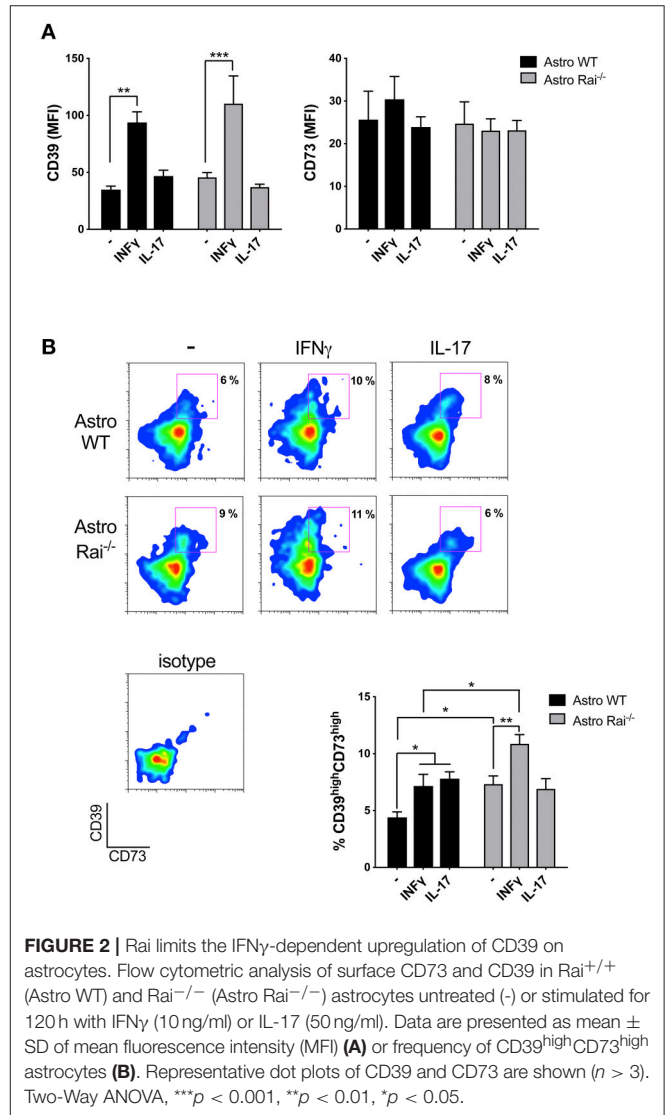 A
CD39 (MFI)
150
100
50
0
**
***
- INFγ IL-17 - INFγ IL-17
CD73 (MFI)
40
30
20
10
0
Astro WT
Astro Rai-/-
- INFγ IL-17 - INFγ IL-17
B
- IFNγ IL-17
Astro WT
6 % 10 % 8 %
Astro Rai-/-
9 % 11 % 6 %
isotype
CD39
CD73
% CD39highCD73high
15
10
5
0
*
*
*
**
Astro WT
Astro Rai-/-
- INFγ IL-17 - INFγ IL-17
FIGURE 2 | Rai limits the IFNγ-dependent upregulation of CD39 on
astrocytes. Flow cytometric analysis of surface CD73 and CD39 in Rai+/+
(Astro WT) and Rai−/− (Astro Rai−/−) astrocytes untreated (-) or stimulated for
120 h with IFNγ (10 ng/ml) or IL-17 (50 ng/ml). Data are presented as mean ±
SD of mean fluorescence intensity (MFI) (A) or frequency of CD39highCD73high
astrocytes (B). Representative dot plots of CD39 and CD73 are shown (n > 3).
Two-Way ANOVA, ***p < 0.001, **p < 0.01, *p < 0.05.